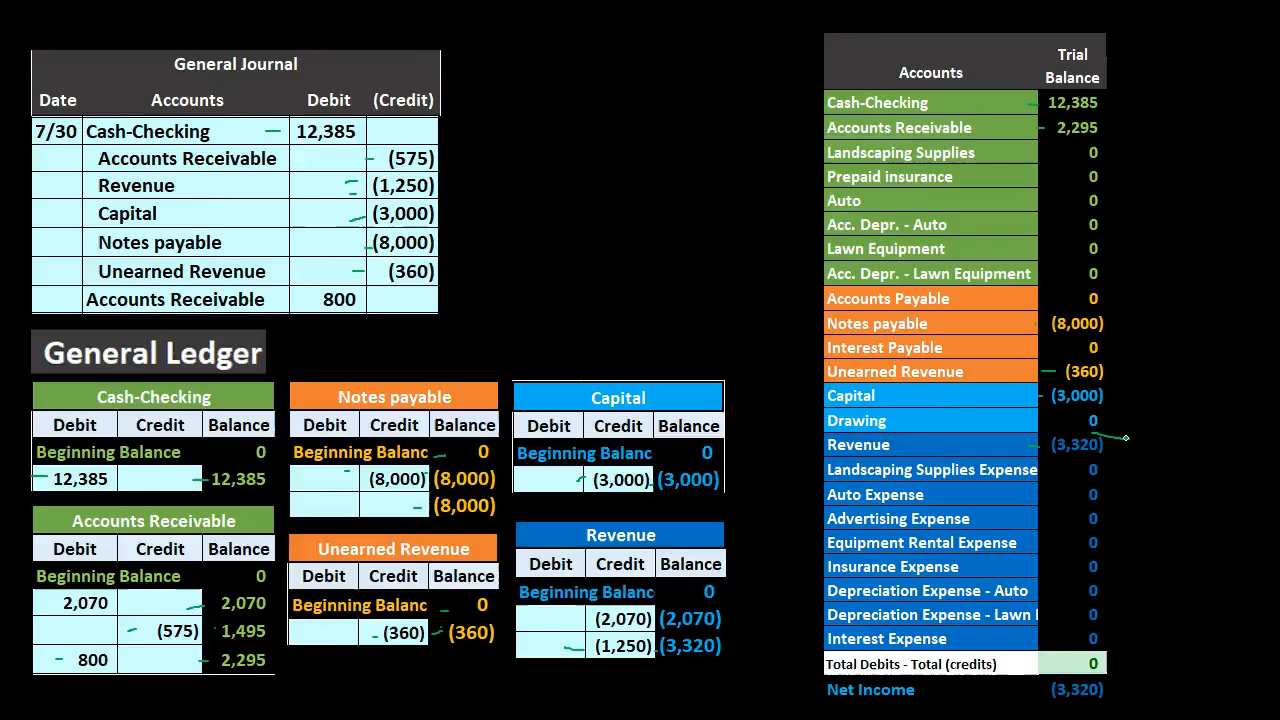 General Journal
Date Accounts Debit (Credit)
7/30 Cash-Checking 12,385
Accounts Receivable (575)
Revenue (1,250)
Capital (3,000)
Notes payable (8,000)
Unearned Revenue (360)
Accounts Receivable 800
General Ledger
Cash-Checking
Debit Credit Balance
Beginning Balance 0
12,385 12,385
Accounts Receivable
Debit Credit Balance
Beginning Balance 0
2,070 2,070
(575) 1,495
800 2,295
Notes payable
Debit Credit Balance
Beginning Balanc 0
(8,000) (8,000)
(8,000)
Unearned Revenue
Debit Credit Balance
Beginning Balanc 0
(360) (360)
Capital
Debit Credit Balance
Beginning Balanc 0
(3,000) (3,000)
Revenue
Debit Credit Balance
Beginning Balanc 0
(2,070) (2,070)
(1,250) (3,320)
Trial
Accounts Balance
Cash-Checking 12,385
Accounts Receivable 2,295
Landscaping Supplies 0
Prepaid insurance 0
Auto 0
Acc. Depr. - Auto 0
Lawn Equipment 0
Acc. Depr. - Lawn Equipment 0
Accounts Payable 0
Notes payable (8,000)
Interest Payable 0
Unearned Revenue (360)
Capital (3,000)
Drawing 0
Revenue (3,320)
Landscaping Supplies Expense 0
Auto Expense 0
Advertising Expense 0
Equipment Rental Expense 0
Insurance Expense 0
Depreciation Expense - Auto 0
Depreciation Expense - Lawn 0
Interest Expense 0
Total Debits - Total (credits) 0
Net Income (3,320)